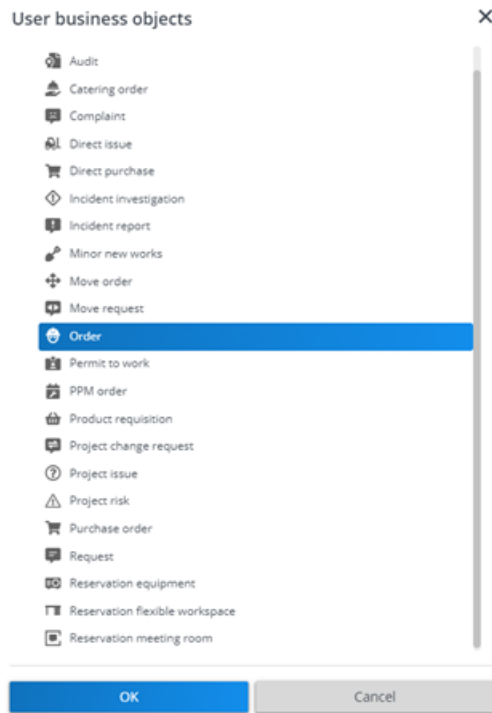 User business objects
Audit
Catering order
Complaint
Direct issue
Direct purchase
Incident investigation
Incident report
Minor new works
Move order
Move request
Order
Permit to work
PPM order
Product requisition
Project change request
Project issue
Project risk
Purchase order
Request
Reservation equipment
Reservation flexible workspace
Reservation meeting room
OK
Cancel